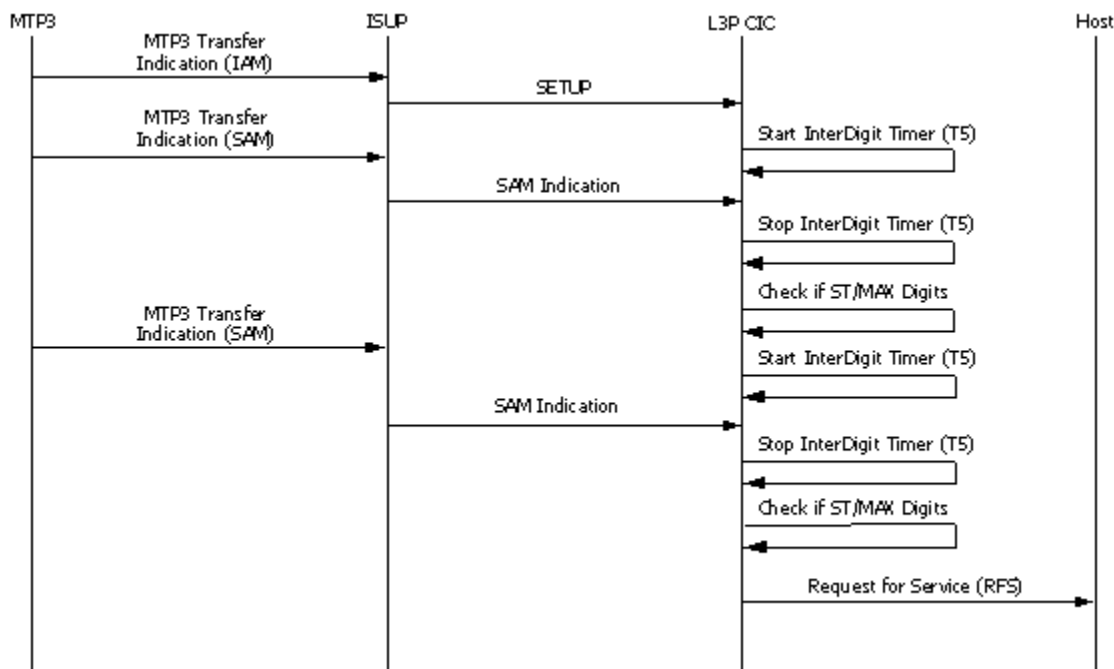 MTP3
ISUP
L3P CIC
Host
MTP3 Transfer
Indication (IAM)
SETUP
MTP3 Transfer
Indication (SAM)
Start InterDigit Timer (T5)
SAM Indication
Stop InterDigit Timer (T5)
Check if ST/MAX Digits
MTP3 Transfer
Indication (SAM)
Start InterDigit Timer (T5)
SAM Indication
Stop InterDigit Timer (T5)
Check if ST/MAX Digits
Request for Service (RFS)